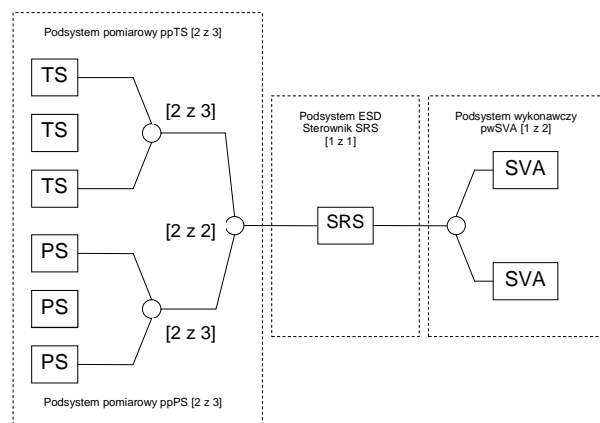 Podsystem pomiarowy ppTS [2 z 3]
TS
TS
TS
[2 z 3]
[2 z 2]
PS
PS
PS
[2 z 3]
Podsystem pomiarowy ppPS [2 z 3]
Podsystem ESD
Sterownik SRS
[1 z 1]
SRS
Podsystem wykonawczy
pwSVA [1 z 2]
SVA
SVA